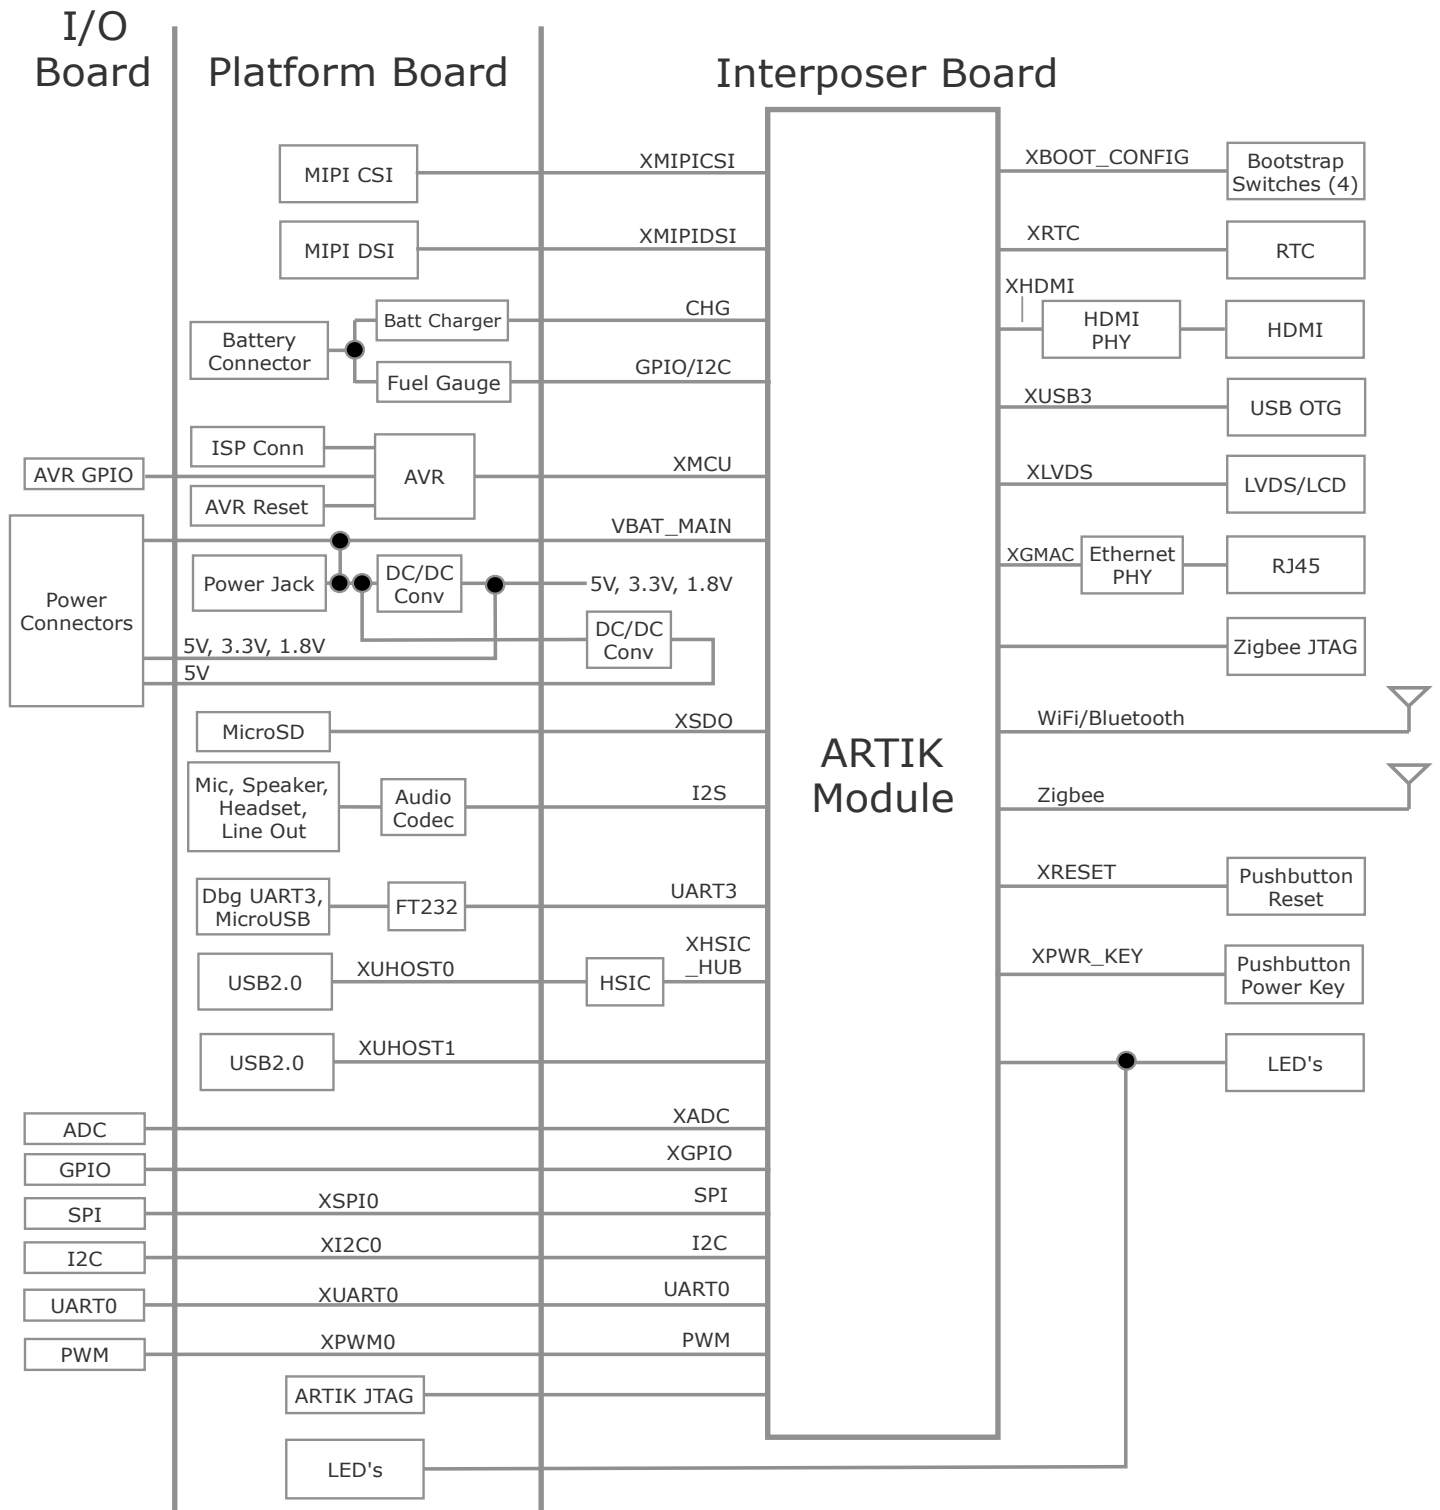 I/O
Board
Platform Board
Interposer Board
MIPI CSI
XMIPICSI
XBOOT_CONFIG
Bootstrap
Switches (4)
MIPI DSI
XMIPIDSI
XRTC
RTC
XHDMI
Battery
Connector
Batt Charger
CHG
HDMI
PHY
HDMI
Fuel Gauge
GPIO/I2C
XUSB3
USB OTG
ISP Conn
AVR GPIO
AVR
XMCU
XLVDS
LVDS/LCD
AVR Reset
VBAT_MAIN
XGMAC
Ethernet
PHY
RJ45
Power
Connectors
Power Jack
DC/DC
Conv
5V, 3.3V, 1.8V
DC/DC
Conv
5V, 3.3V, 1.8V
5V
Zigbee JTAG
MicroSD
XSDO
WiFi/Bluetooth
ARTIK
Module
Mic, Speaker,
Headset,
Line Out
Audio
Codec
I2S
Zigbee
Dbg UART3,
MicroUSB
FT232
UART3
XRESET
Pushbutton
Reset
USB2.0
XUHOST0
HSIC
XHSIC
_HUB
XPWR_KEY
Pushbutton
Power Key
USB2.0
XUHOST1
LED's
ADC
XADC
GPIO
XGPIO
SPI
XSPI0
SPI
I2C
XI2C0
I2C
UART0
XUART0
UART0
PWM
XPWM0
PWM
ARTIK JTAG
LED's